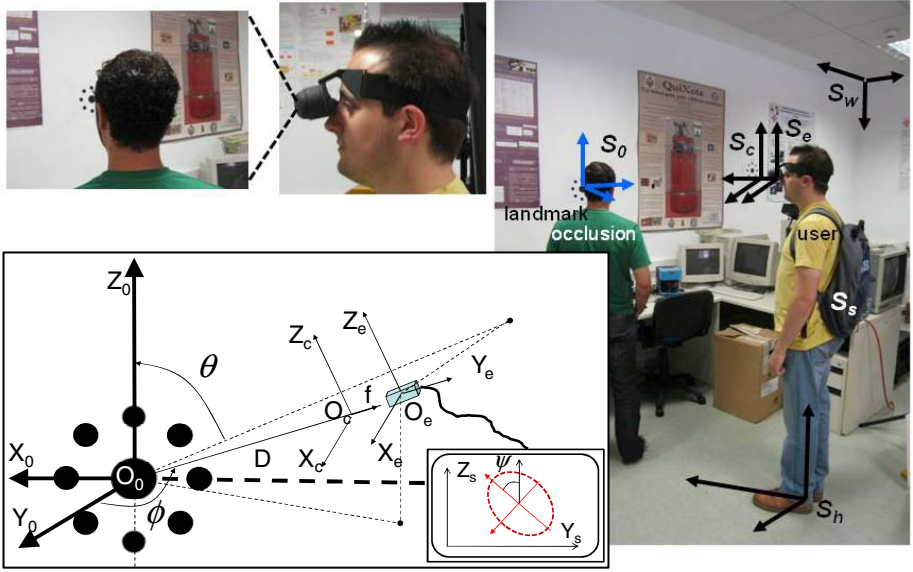 QuiXote
S_W
S_0
S_c
S_e
landmark
occlusion
user
S_s
S_h
Z_0
θ
Z_c
Z_e
Y_e
f
O_c
O_e
X_0
O_0
D
X_c
X_e
Y_0
ϕ
ψ
Z_s
Y_s